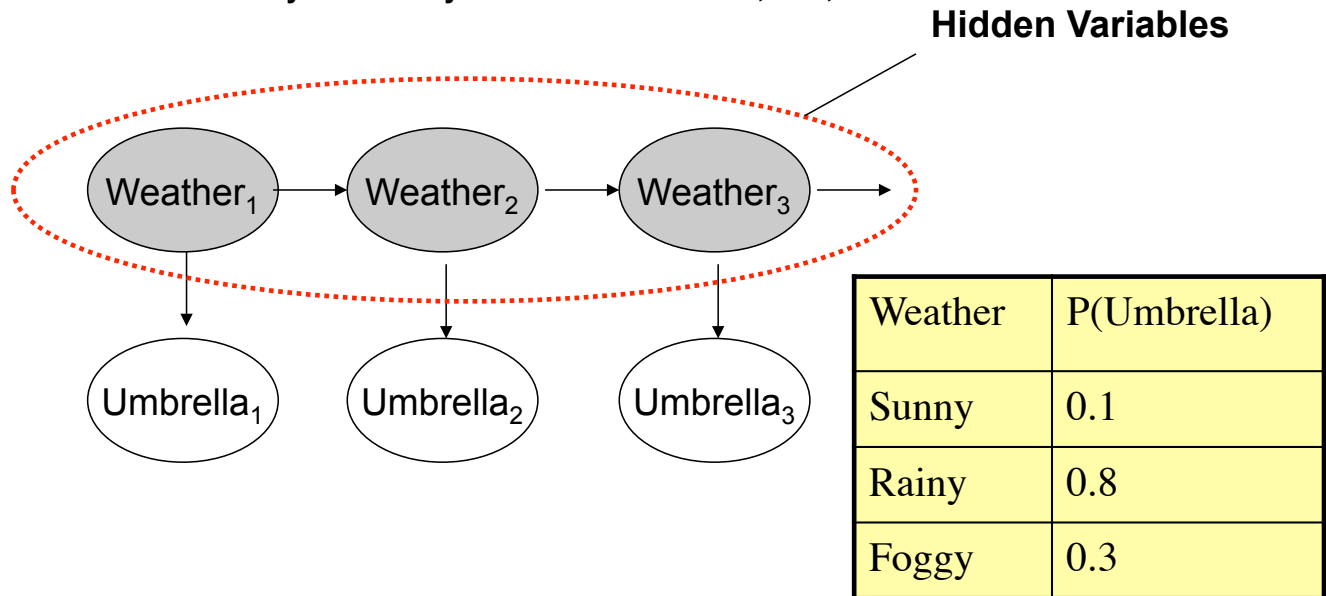 Hidden Variables
Weather₁
Weather₂
Weather₃
Umbrella₁
Umbrella₂
Umbrella₃
Weather P(Umbrella)
Sunny 0.1
Rainy 0.8
Foggy 0.3